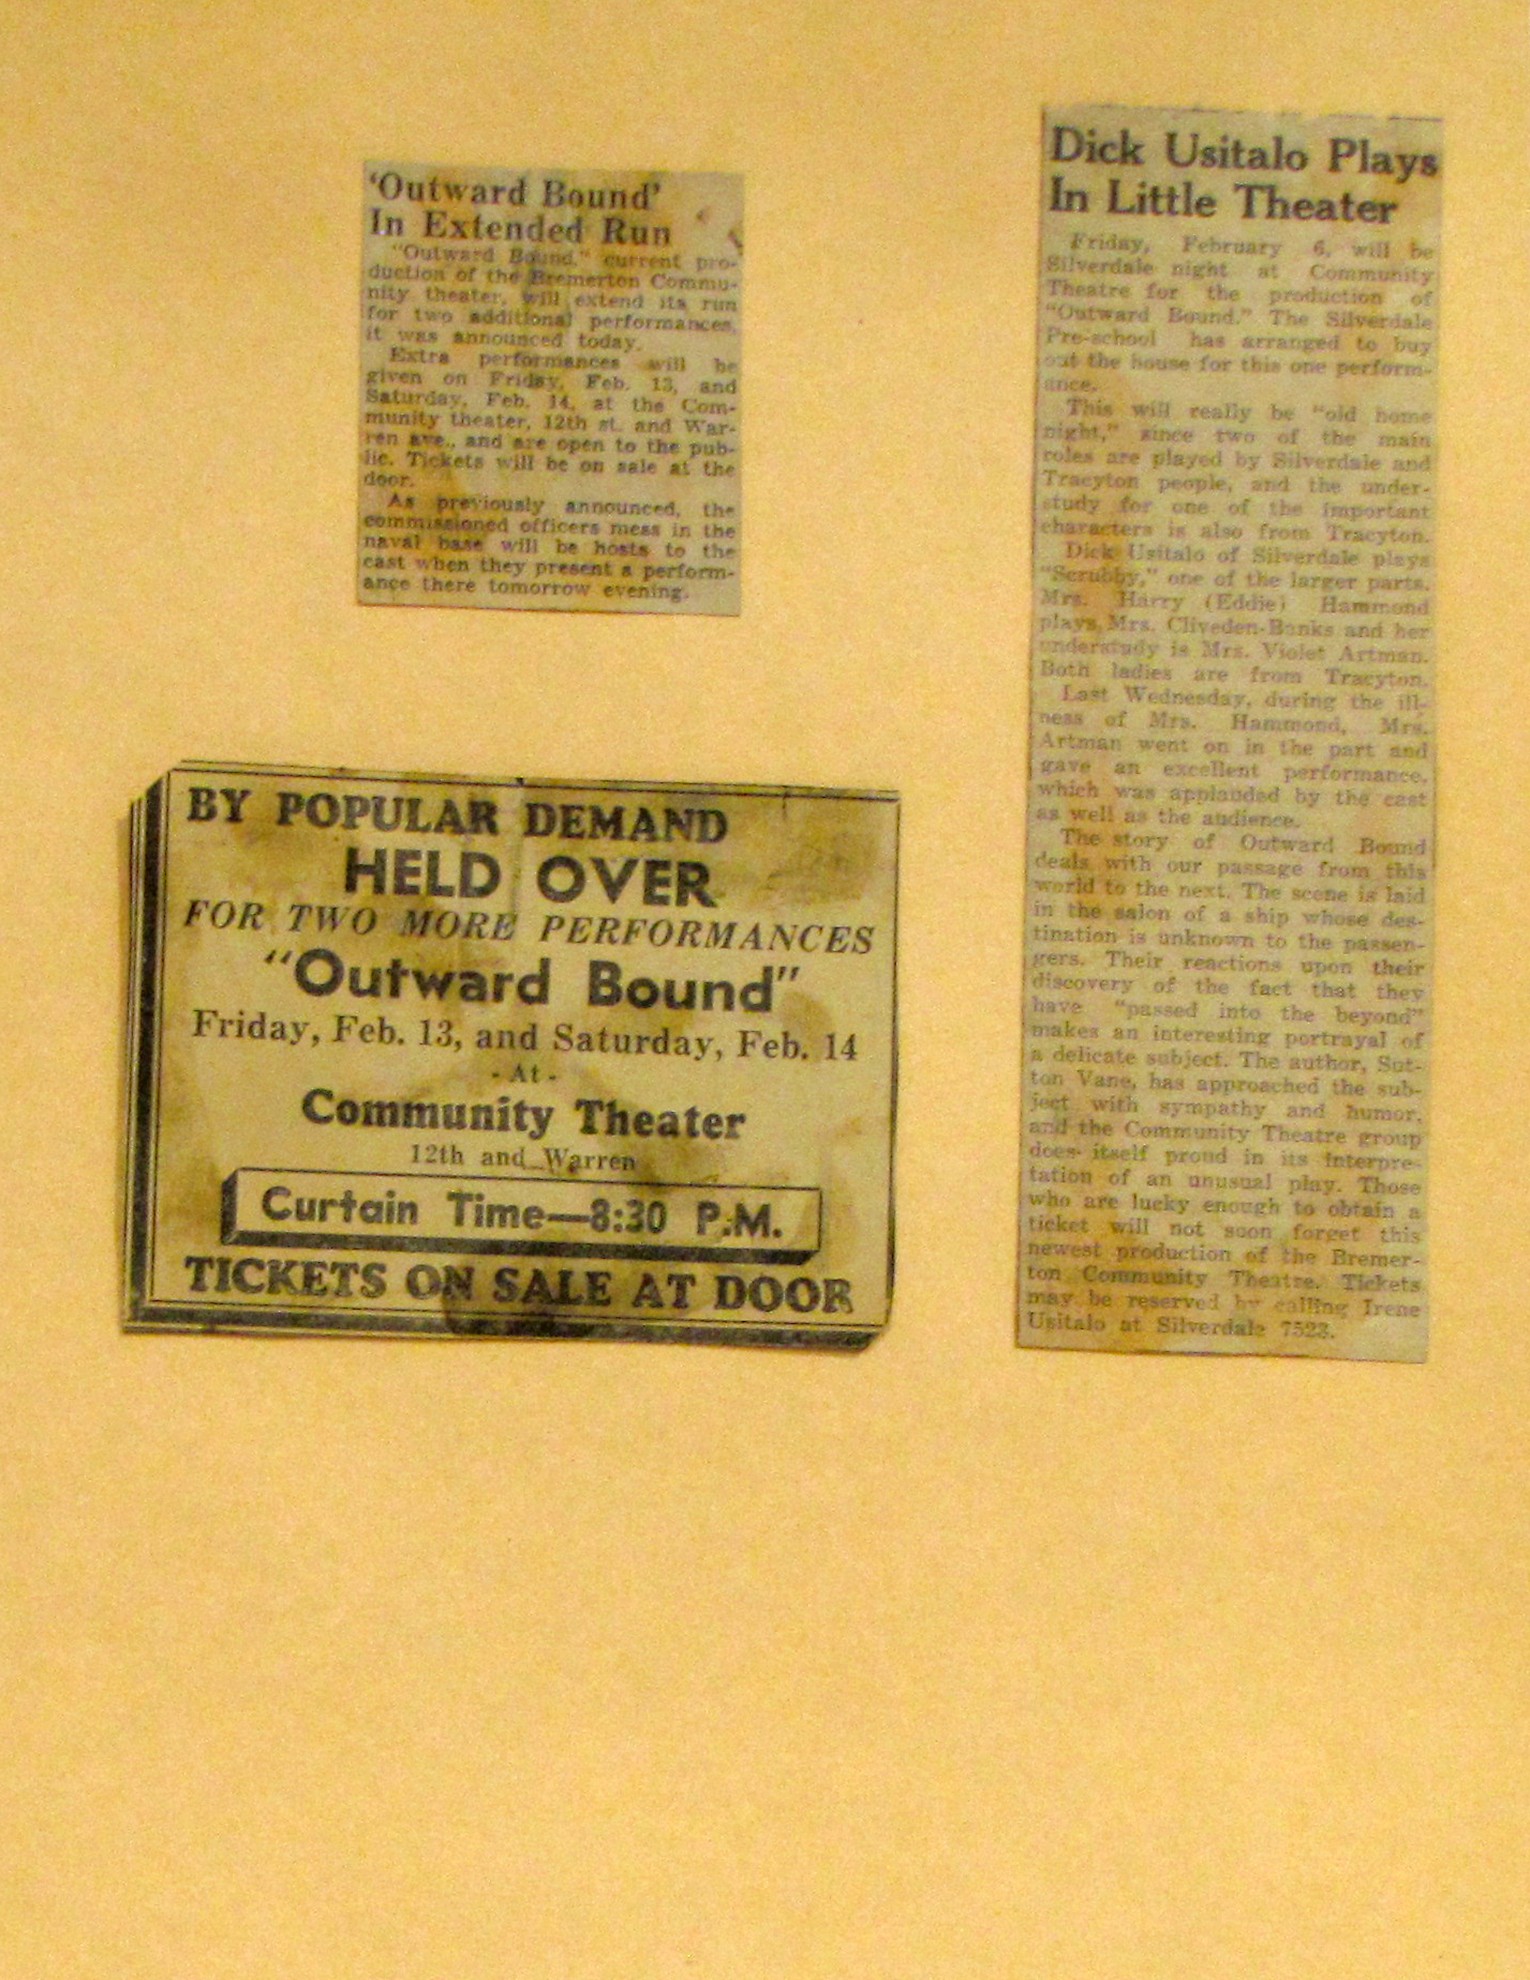 'Outward Bound'
In Extended Run
"Outward Bound," current pro-
duction of the Bremerton Commu-
nity theater, will extend its run
for two additional performances,
it was announced today.
Extra performances will be
given on Friday, Feb. 13, and
Saturday, Feb. 14, at the Com-
munity theater, 12th st. and War-
ren ave., and are open to the pub-
lic. Tickets will be on sale at the
door.
As previously announced, the
commissioned officers mess in the
naval base will be hosts to the
cast when they present a perform-
ance there tomorrow evening.
BY POPULAR DEMAND
HELD OVER
FOR TWO MORE PERFORMANCES
"Outward Bound"
Friday, Feb. 13, and Saturday, Feb. 14
- At -
Community Theater
12th and Warren
Curtain Time—8:30 P.M.
TICKETS ON SALE AT DOOR
Dick Usitalo Plays
In Little Theater
Friday, February 6, will be
Silverdale night at Community
Theatre for the production of
"Outward Bound." The Silverdale
Pre-school has arranged to buy
out the house for this one perform-
ance.
This will really be "old home
night," since two of the main
roles are played by Silverdale and
Tracyton people, and the under-
study for one of the important
characters is also from Tracyton.
Dick Usitalo of Silverdale plays
"Scrubby," one of the larger parts.
Mrs. Harry (Eddie) Hammond
plays Mrs. Cliveden-Banks and her
understudy is Mrs. Violet Artman.
Both ladies are from Tracyton.
Last Wednesday, during the ill-
ness of Mrs. Hammond, Mrs.
Artman went on in the part and
gave an excellent performance,
which was applauded by the cast
as well as the audience.
The story of Outward Bound
deals with our passage from this
world to the next. The scene is laid
in the salon of a ship whose des-
tination is unknown to the passen-
gers. Their reactions upon their
discovery of the fact that they
have "passed into the beyond"
makes an interesting portrayal of
a delicate subject. The author, Sut-
ton Vane, has approached the sub-
ject with sympathy and humor,
and the Community Theatre group
does itself proud in its interpre-
tation of an unusual play. Those
who are lucky enough to obtain a
ticket will not soon forget this
newest production of the Bremer-
ton Community Theatre. Tickets
may be reserved by calling Irene
Usitalo at Silverdale 7523.